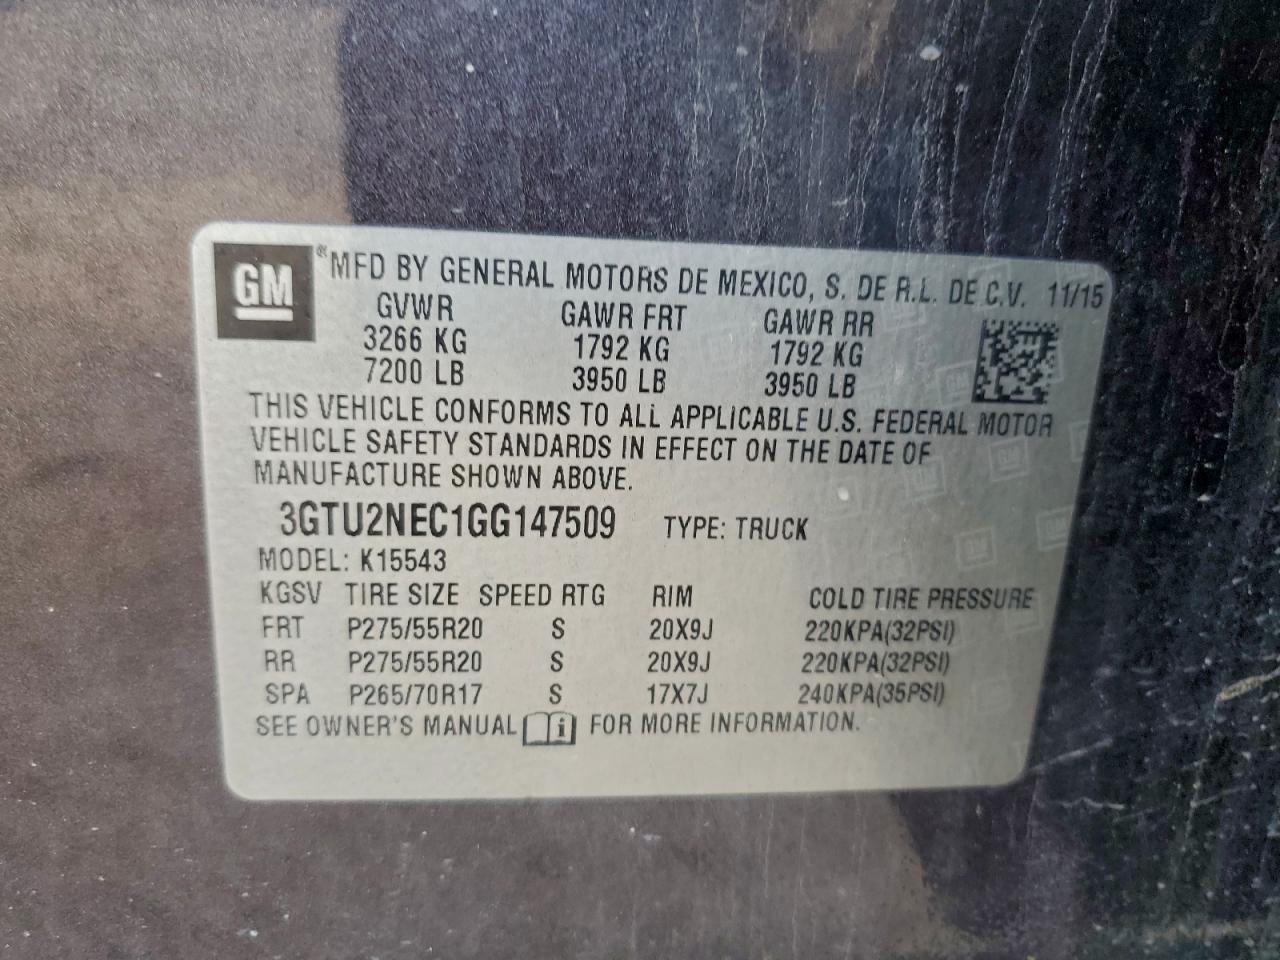 GM ® MFD BY GENERAL MOTORS DE MEXICO, S. DE R.L. DE C.V. 11/15
GVWR GAWR FRT GAWR RR
3266 KG 1792 KG 1792 KG
7200 LB 3950 LB 3950 LB
THIS VEHICLE CONFORMS TO ALL APPLICABLE U.S. FEDERAL MOTOR
VEHICLE SAFETY STANDARDS IN EFFECT ON THE DATE OF
MANUFACTURE SHOWN ABOVE.
3GTU2NEC1GG147509 TYPE: TRUCK
MODEL: K15543
KGSV TIRE SIZE SPEED RTG RIM COLD TIRE PRESSURE
FRT P275/55R20 S 20X9J 220KPA(32PSI)
RR P275/55R20 S 20X9J 220KPA(32PSI)
SPA P265/70R17 S 17X7J 240KPA(35PSI)
SEE OWNER'S MANUAL i FOR MORE INFORMATION.